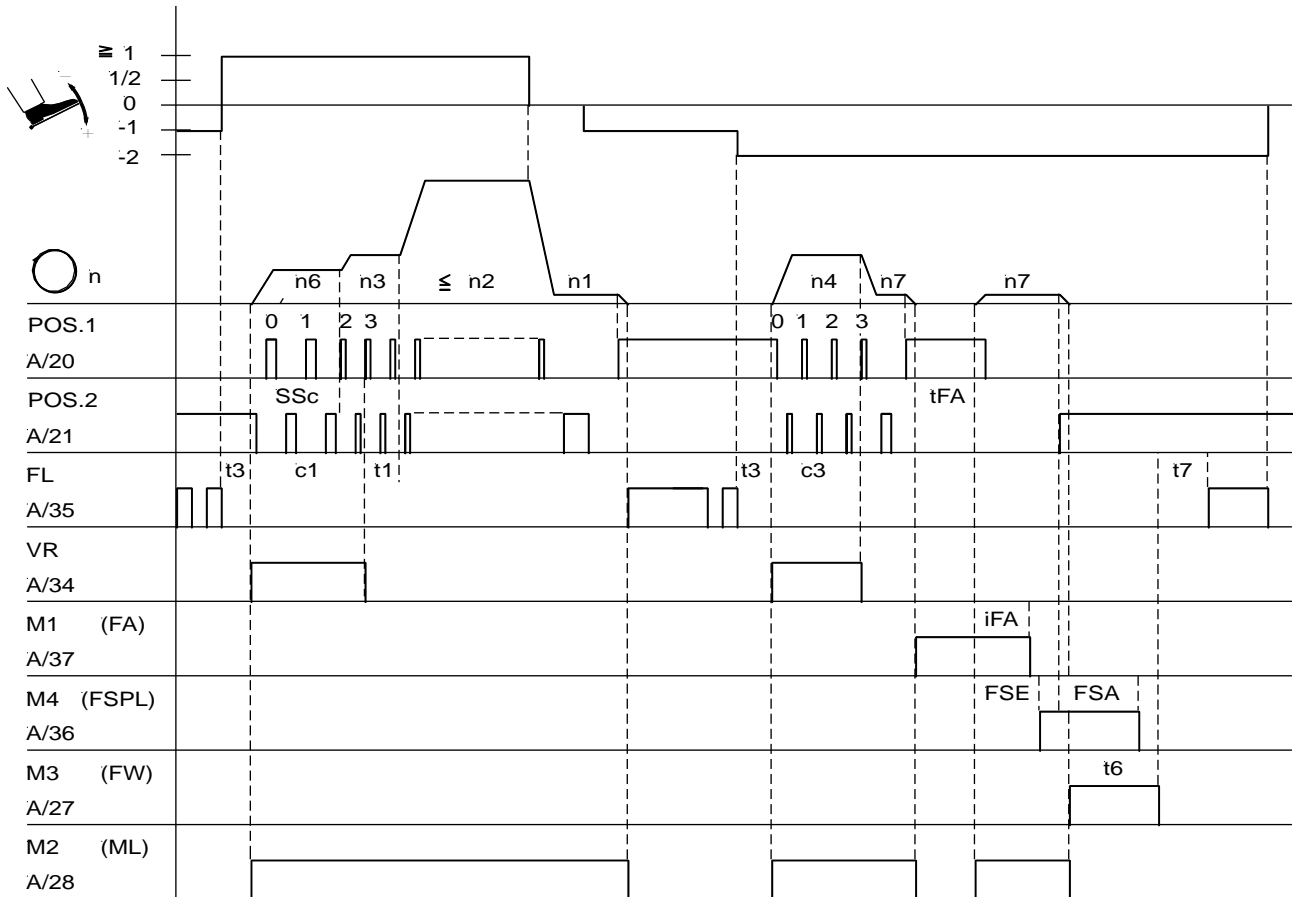 ≧ 1
1/2
0
-1
-2
− +
n
n6 n3 ≦ n2 n1 n4 n7 n7
POS.1 0 1 2 3 0 1 2 3
A/20
POS.2 SSc tFA
A/21
FL t3 c1 t1 t3 c3 t7
A/35
VR
A/34
M1 (FA) iFA
A/37
M4 (FSPL) FSE FSA
A/36
M3 (FW) t6
A/27
M2 (ML)
A/28